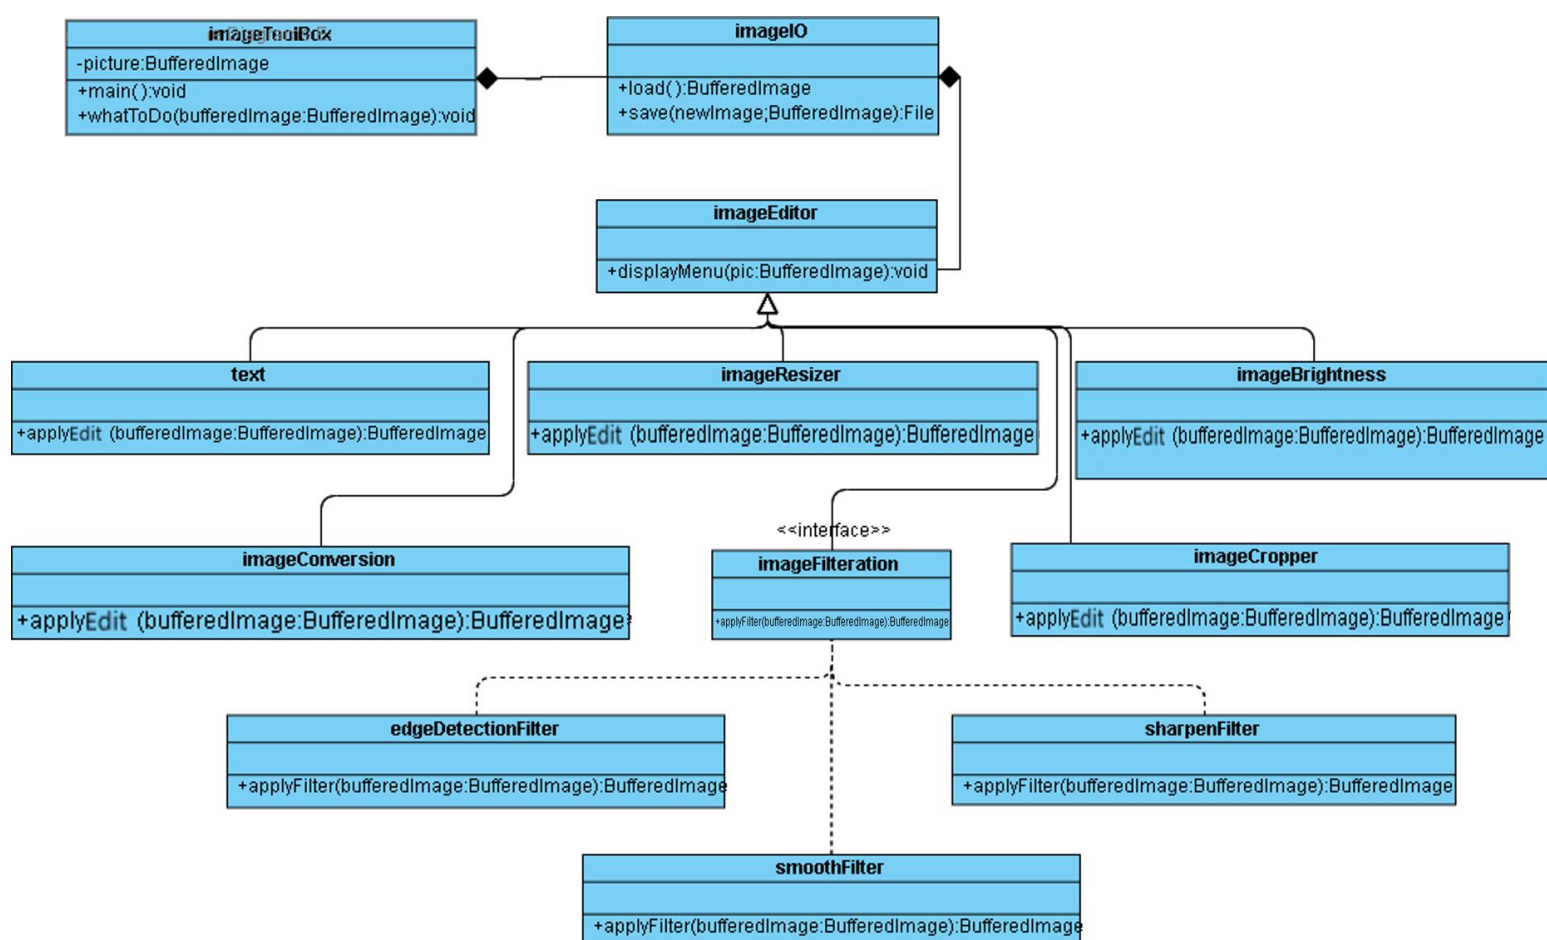 imageToolBox
-picture:BufferedImage
+main():void
+whatToDo(bufferedImage:BufferedImage):void
imageIO
+load():BufferedImage
+save(newImage;BufferedImage):File
imageEditor
+displayMenu(pic:BufferedImage):void
text
+applyEdit (bufferedImage:BufferedImage):BufferedImage
imageResizer
+applyEdit (bufferedImage:BufferedImage):BufferedImage
imageBrightness
+applyEdit (bufferedImage:BufferedImage):BufferedImage
imageConversion
+applyEdit (bufferedImage:BufferedImage):BufferedImage
<<interface>>
imageFilteration
+applyFilter(bufferedImage:BufferedImage):BufferedImage
imageCropper
+applyEdit (bufferedImage:BufferedImage):BufferedImage
edgeDetectionFilter
+applyFilter(bufferedImage:BufferedImage):BufferedImage
sharpenFilter
+applyFilter(bufferedImage:BufferedImage):BufferedImage
smoothFilter
+applyFilter(bufferedImage:BufferedImage):BufferedImage